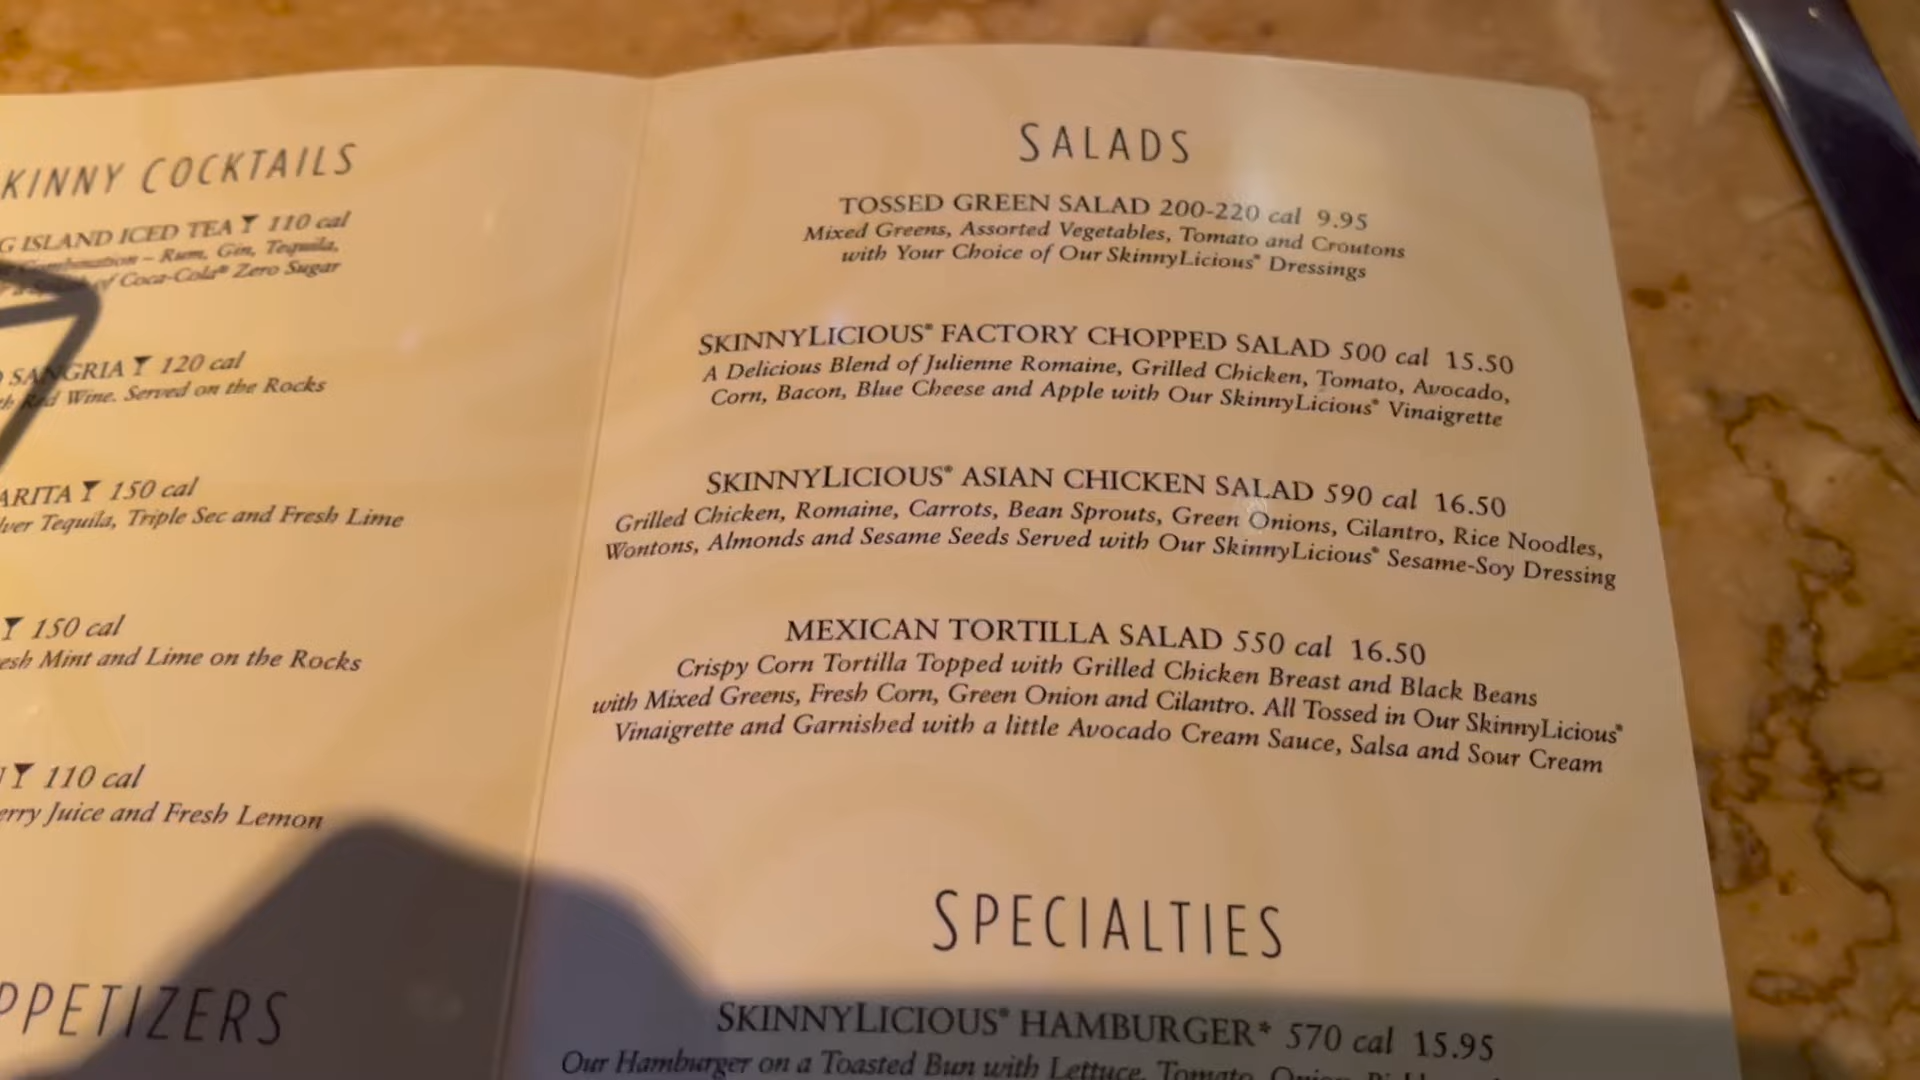 KINNY COCKTAILS
G ISLAND ICED TEA 110 cal
Combination – Rum, Gin, Tequila,
of Coca-Cola® Zero Sugar
SANGRIA 120 cal
Red Wine. Served on the Rocks
ARITA 150 cal
lver Tequila, Triple Sec and Fresh Lime
150 cal
esh Mint and Lime on the Rocks
110 cal
erry Juice and Fresh Lemon
PPETIZERS
SALADS
TOSSED GREEN SALAD 200-220 cal 9.95
Mixed Greens, Assorted Vegetables, Tomato and Croutons
with Your Choice of Our SkinnyLicious® Dressings
SKINNYLICIOUS® FACTORY CHOPPED SALAD 500 cal 15.50
A Delicious Blend of Julienne Romaine, Grilled Chicken, Tomato, Avocado,
Corn, Bacon, Blue Cheese and Apple with Our SkinnyLicious® Vinaigrette
SKINNYLICIOUS® ASIAN CHICKEN SALAD 590 cal 16.50
Grilled Chicken, Romaine, Carrots, Bean Sprouts, Green Onions, Cilantro, Rice Noodles,
Wontons, Almonds and Sesame Seeds Served with Our SkinnyLicious® Sesame-Soy Dressing
MEXICAN TORTILLA SALAD 550 cal 16.50
Crispy Corn Tortilla Topped with Grilled Chicken Breast and Black Beans
with Mixed Greens, Fresh Corn, Green Onion and Cilantro. All Tossed in Our SkinnyLicious®
Vinaigrette and Garnished with a little Avocado Cream Sauce, Salsa and Sour Cream
SPECIALTIES
SKINNYLICIOUS® HAMBURGER* 570 cal 15.95
Our Hamburger on a Toasted Bun with Lettuce, Tomato, Onion,